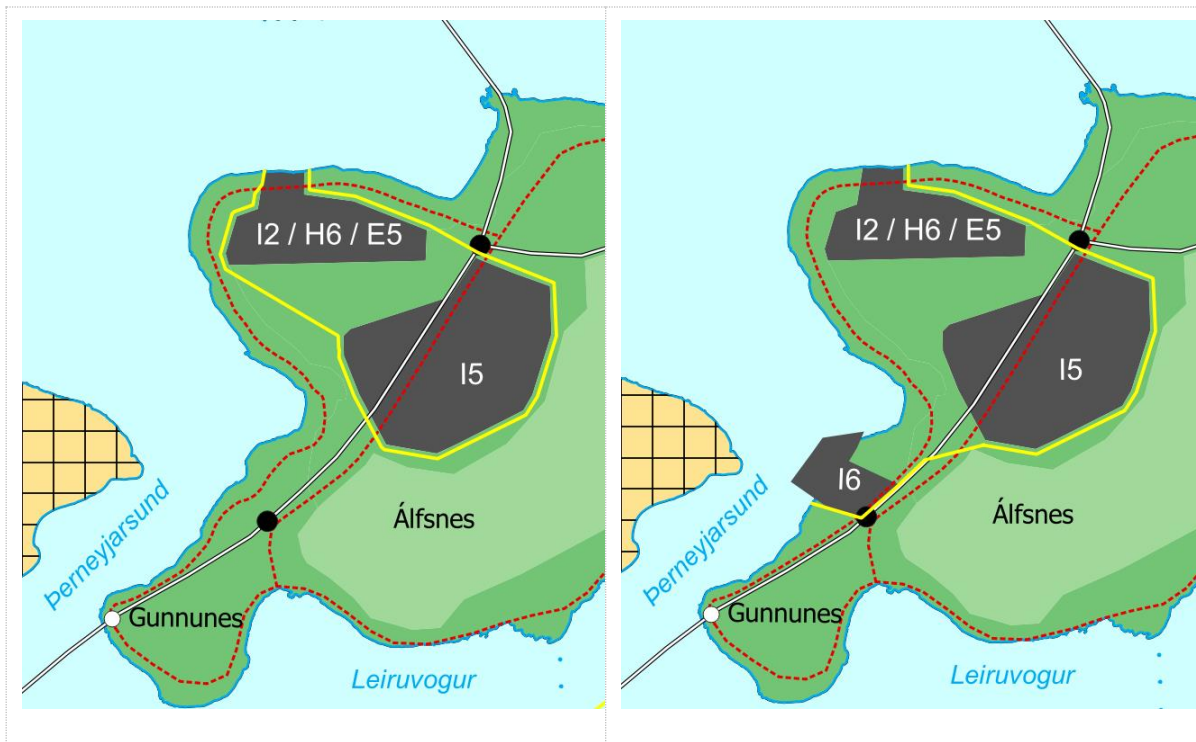 I2 / H6 / E5
I5
Álfsnes
Þerneyjarsund
Gunnunes
Leiruvogur
I2 / H6 / E5
I5
I6
Álfsnes
Þerneyjarsund
Gunnunes
Leiruvogur